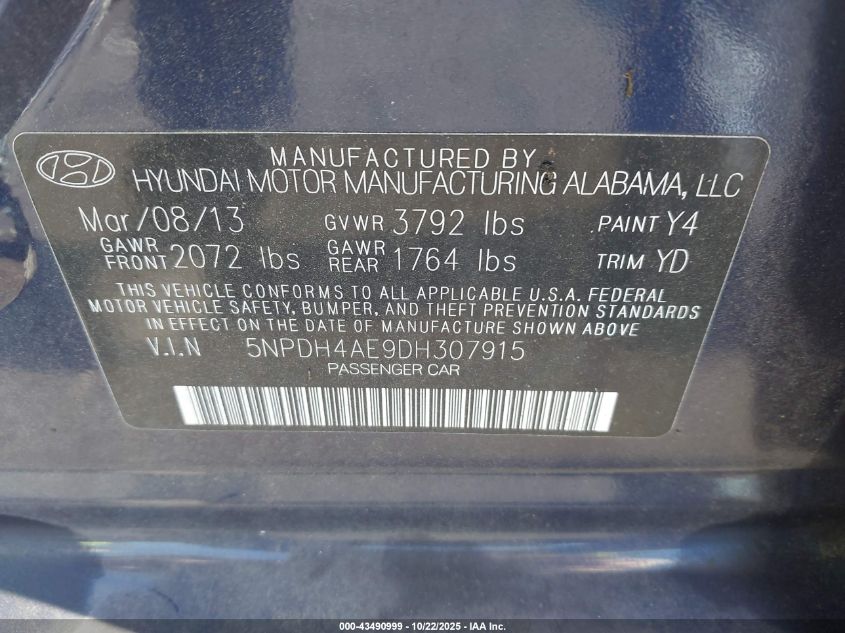 MANUFACTURED BY
HYUNDAI MOTOR MANUFACTURING ALABAMA, LLC
Mar/08/13 GVWR 3792 lbs PAINT Y4
GAWR FRONT 2072 lbs GAWR REAR 1764 lbs TRIM YD
THIS VEHICLE CONFORMS TO ALL APPLICABLE U.S.A. FEDERAL
MOTOR VEHICLE SAFETY, BUMPER, AND THEFT PREVENTION STANDARDS
IN EFFECT ON THE DATE OF MANUFACTURE SHOWN ABOVE
V.I.N 5NPDH4AE9DH307915
PASSENGER CAR
000-43490999 - 10/22/2025 - IAA Inc.